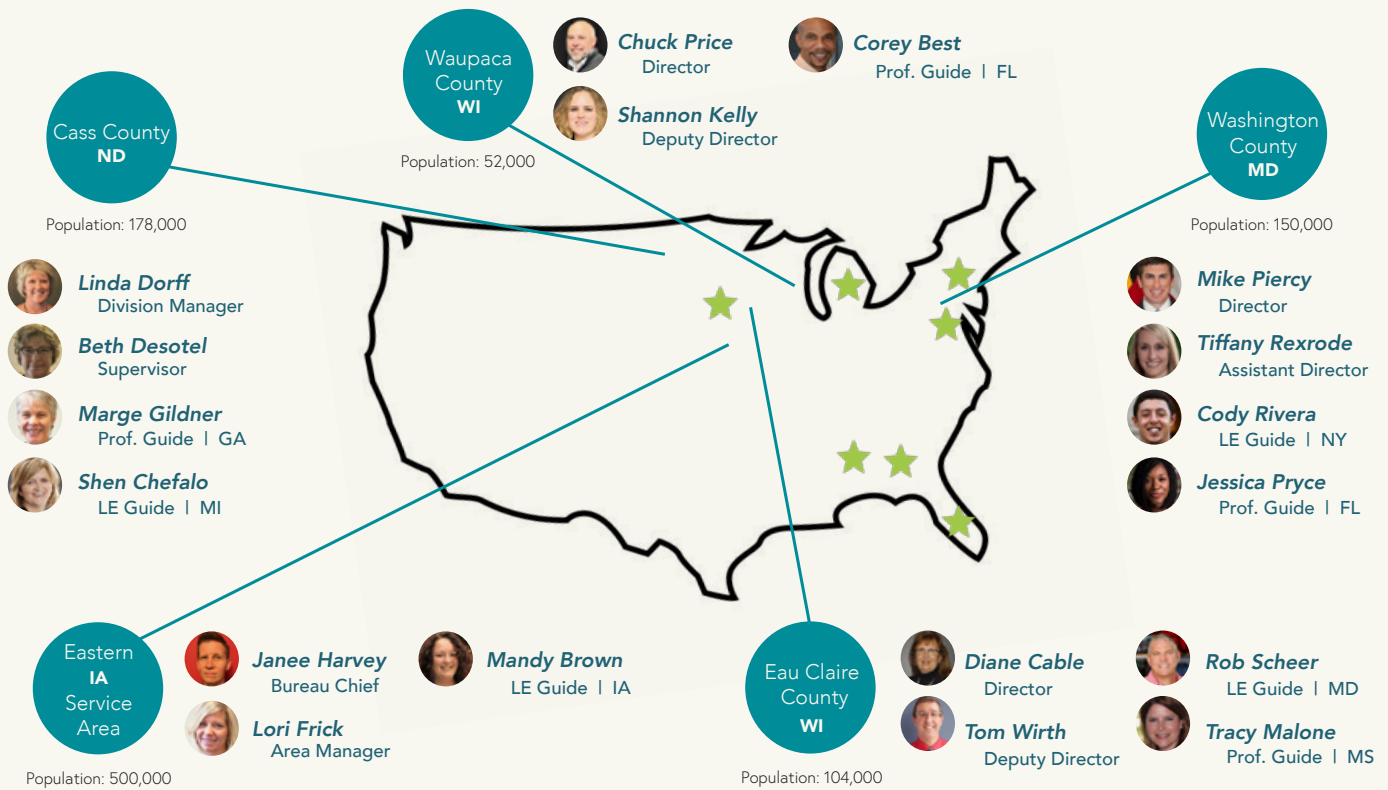 Waupaca
County
WI
Population: 52,000
Chuck Price
Director
Shannon Kelly
Deputy Director
Corey Best
Prof. Guide | FL
Cass County
ND
Population: 178,000
Linda Dorff
Division Manager
Beth Desotel
Supervisor
Marge Gildner
Prof. Guide | GA
Shen Chefalo
LE Guide | MI
Washington
County
MD
Population: 150,000
Mike Piercy
Director
Tiffany Rexrode
Assistant Director
Cody Rivera
LE Guide | NY
Jessica Pryce
Prof. Guide | FL
Eastern
IA
Service
Area
Population: 500,000
Janee Harvey
Bureau Chief
Lori Frick
Area Manager
Mandy Brown
LE Guide | IA
Eau Claire
County
WI
Population: 104,000
Diane Cable
Director
Tom Wirth
Deputy Director
Rob Scheer
LE Guide | MD
Tracy Malone
Prof. Guide | MS